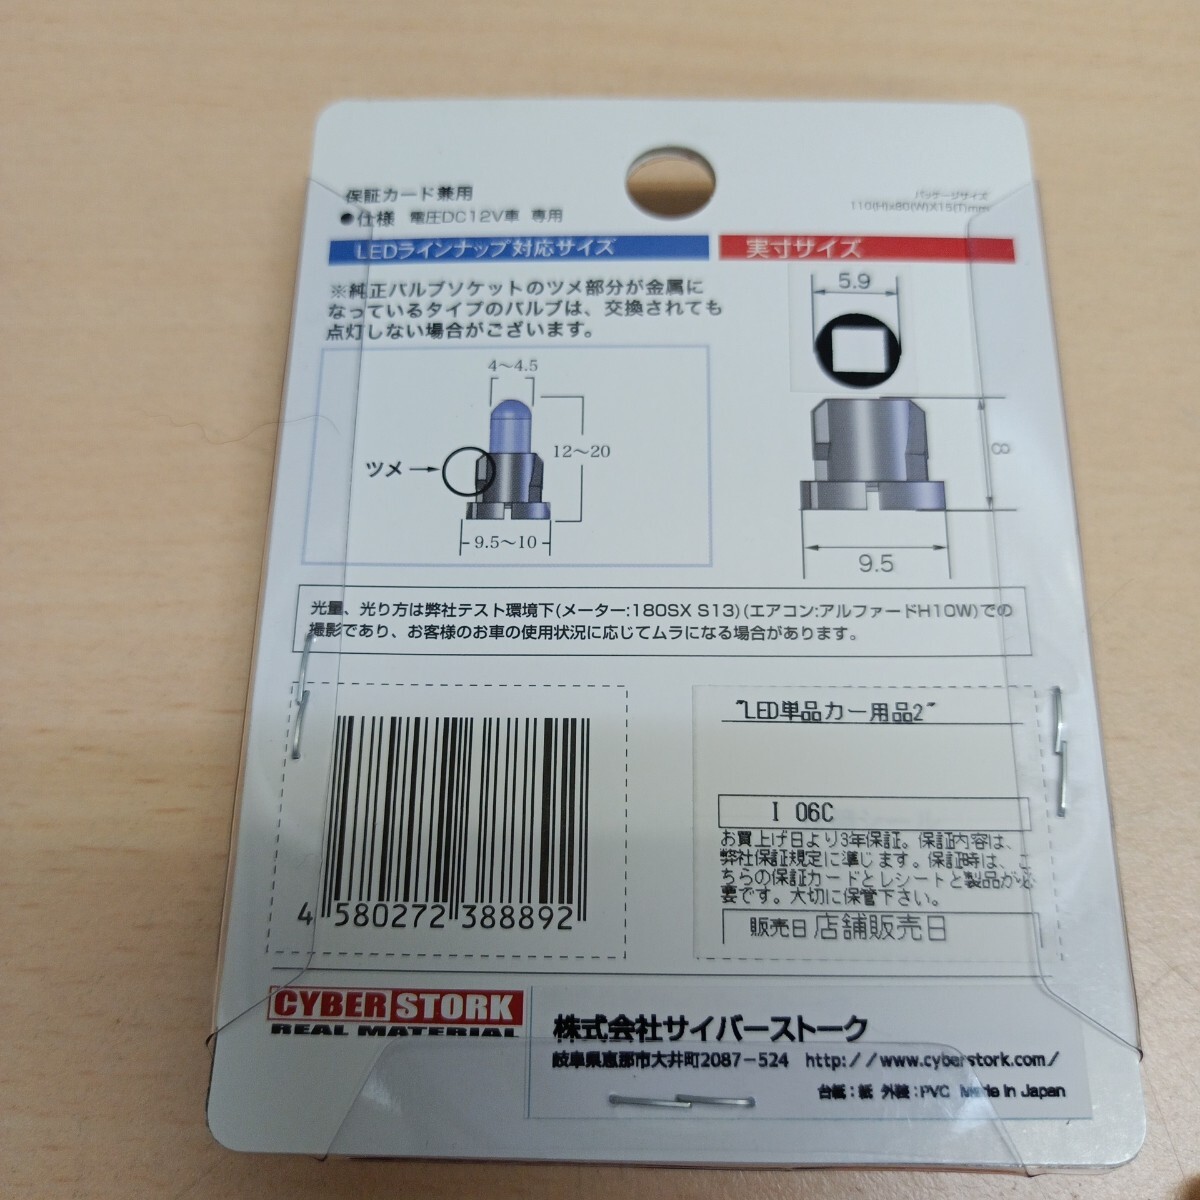 保証カード兼用
●仕様 電圧DC12V車 専用
パッケージサイズ
110(H)x80(W)X15(T)mm
LEDラインナップ対応サイズ
実寸サイズ
※純正バルブソケットのツメ部分が金属に
なっているタイプのバルブは、交換されても
点灯しない場合がございます。
4〜4.5
12〜20
ツメ
9.5〜10
5.9
8
9.5
光量、光り方は弊社テスト環境下(メーター:180SX S13)(エアコン:アルファードH10W)での
撮影であり、お客様のお車の使用状況に応じてムラになる場合があります。
4 580272 388892
"LED単品カー用品2"
I 06C
お買上げ日より3年保証。保証内容は、
弊社保証規定に準じます。保証時は、こ
ちらの保証カードとレシートと製品が必
要です。大切に保管下さい。
販売日 店舗販売日
CYBER STORK
REAL MATERIAL
株式会社サイバーストーク
岐阜県恵那市大井町2087-524 http://www.cyberstork.com/
台紙:紙 外装:PVC Made in Japan